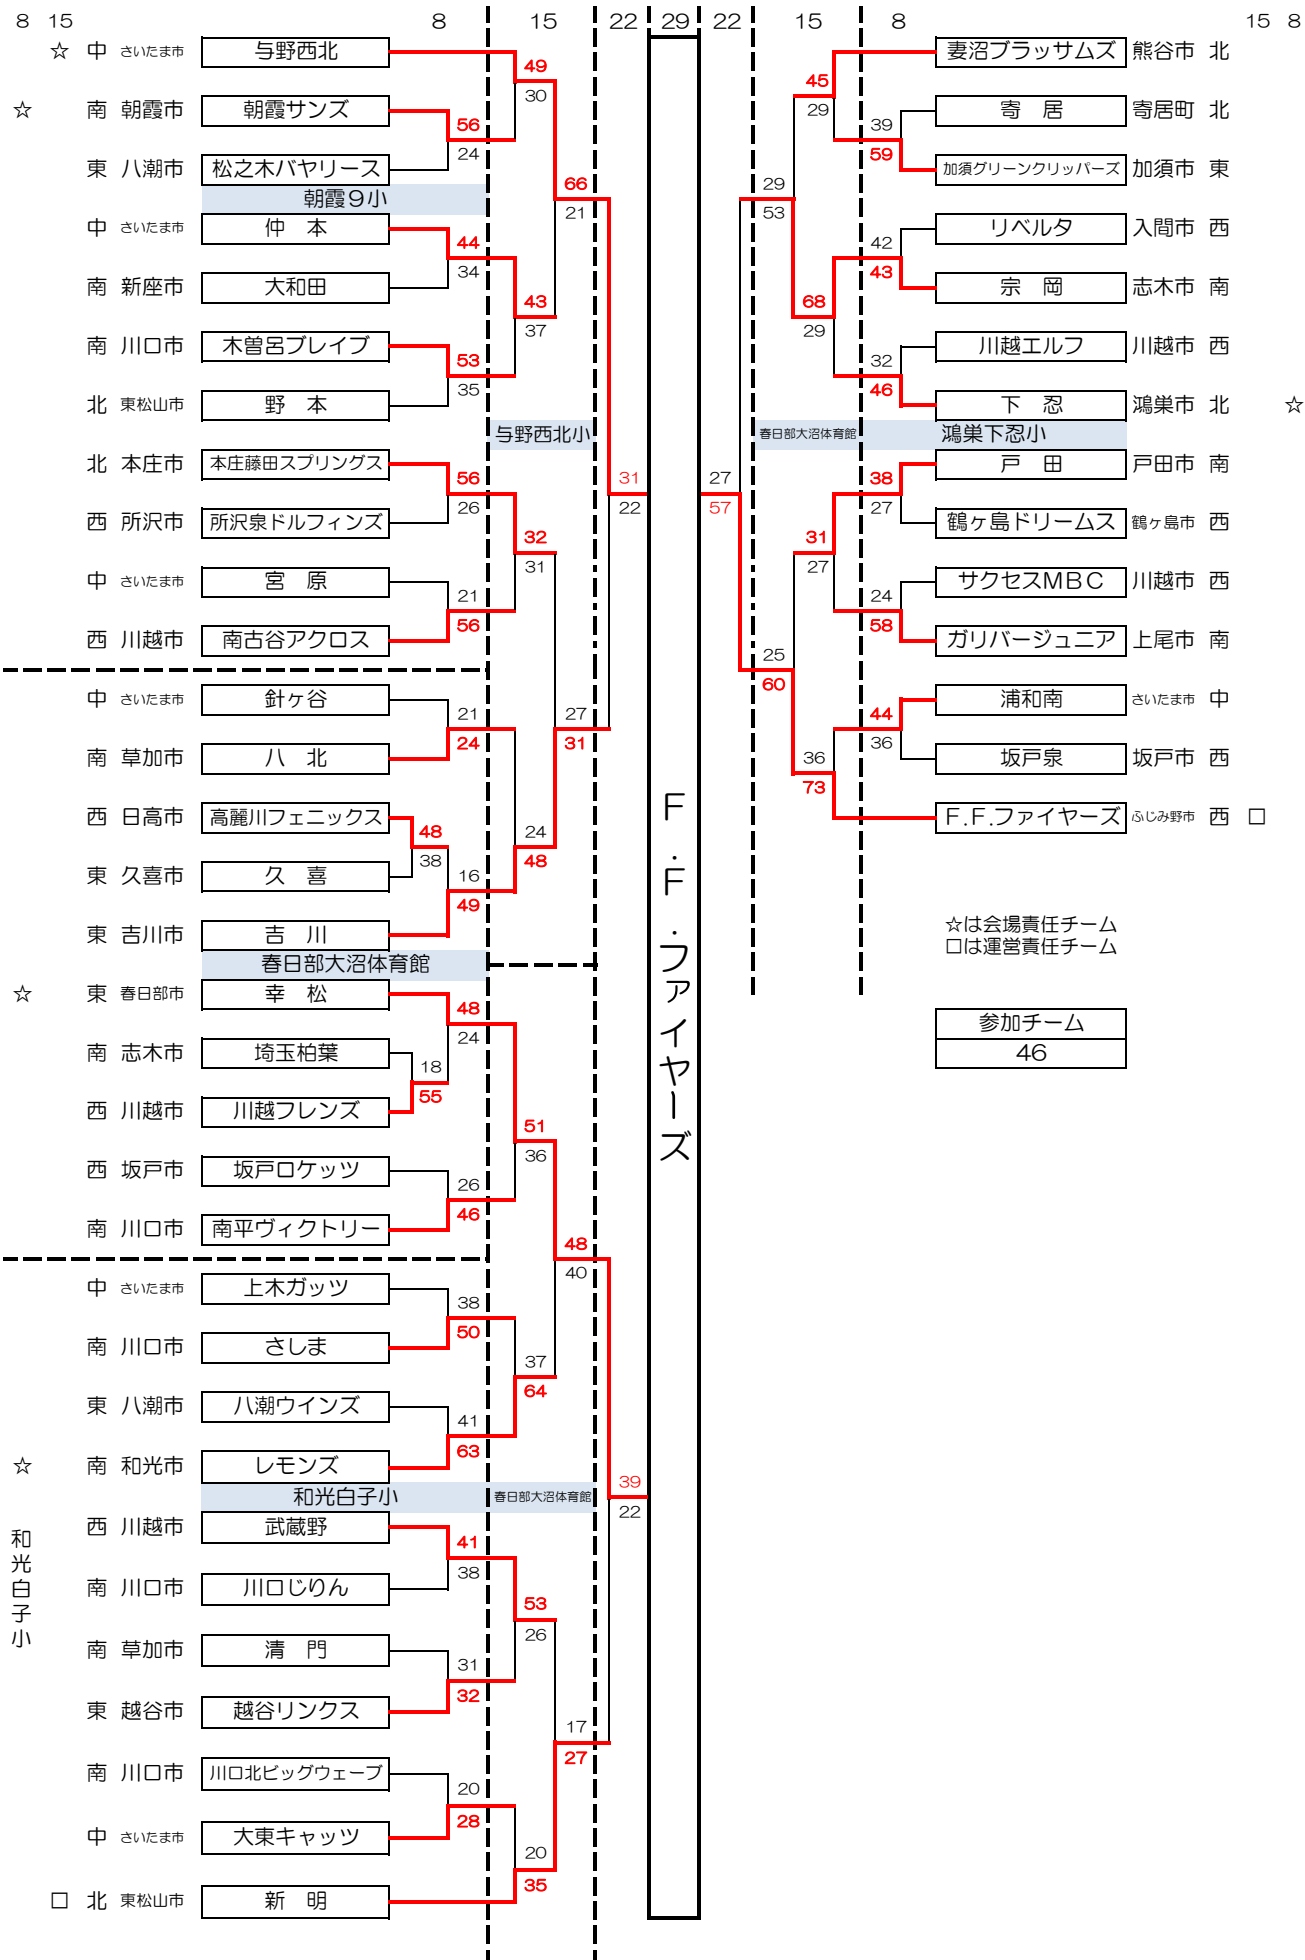 8 15 8 15 22 29 22 15 8 15 8
☆ 中 さいたま市 与野西北 妻沼ブラッサムズ 熊谷市 北
49 45
30 29
☆ 南 朝霞市 朝霞サンズ 寄 居 寄居町 北
56 39
24 59
東 八潮市 松之木バヤリース 加須グリーンクリッパーズ 加須市 東
朝霞9小 66 29
21 53
中 さいたま市 仲 本 リベルタ 入間市 西
44 42
34 43
南 新座市 大和田 宗 岡 志木市 南
43 68
37 29
南 川口市 木曽呂ブレイブ 川越エルフ 川越市 西
53 32
35 46
北 東松山市 野 本 下 忍 鴻巣市 北 ☆
与野西北小 春日部大沼体育館 鴻巣下忍小
北 本庄市 本庄藤田スプリングス 戸 田 戸田市 南
56 31 27 38
26 22 57 27
西 所沢市 所沢泉ドルフィンズ 鶴ヶ島ドリームス 鶴ヶ島市 西
32 31
31 27
中 さいたま市 宮 原 サクセスMBC 川越市 西
21 24
56 58
西 川越市 南古谷アクロス ガリバージュニア 上尾市 南
25
60
中 さいたま市 針ヶ谷 浦和南 さいたま市 中
21 27 44
24 31 36
南 草加市 八 北 坂戸泉 坂戸市 西
36
73
西 日高市 高麗川フェニックス F.F.ファイヤーズ ふじみ野市 西 □
48 24
38 48
東 久喜市 久 喜
16
49
東 吉川市 吉 川
☆は会場責任チーム
□は運営責任チーム
F.F.ファイヤーズ
春日部大沼体育館
☆ 東 春日部市 幸 松
48
24
参加チーム
46
南 志木市 埼玉柏葉
18
55
西 川越市 川越フレンズ
51
36
西 坂戸市 坂戸ロケッツ
26
46
南 川口市 南平ヴィクトリー
48
40
中 さいたま市 上木ガッツ
38
50
南 川口市 さしま
37
64
東 八潮市 八潮ウインズ
41
63
☆ 南 和光市 レモンズ
39
22
和光白子小 春日部大沼体育館
和光白子小
西 川越市 武蔵野
41
38
南 川口市 川口じりん
53
26
南 草加市 清 門
31
32
東 越谷市 越谷リンクス
17
27
南 川口市 川口北ビッグウェーブ
20
28
中 さいたま市 大東キャッツ
20
35
□ 北 東松山市 新 明